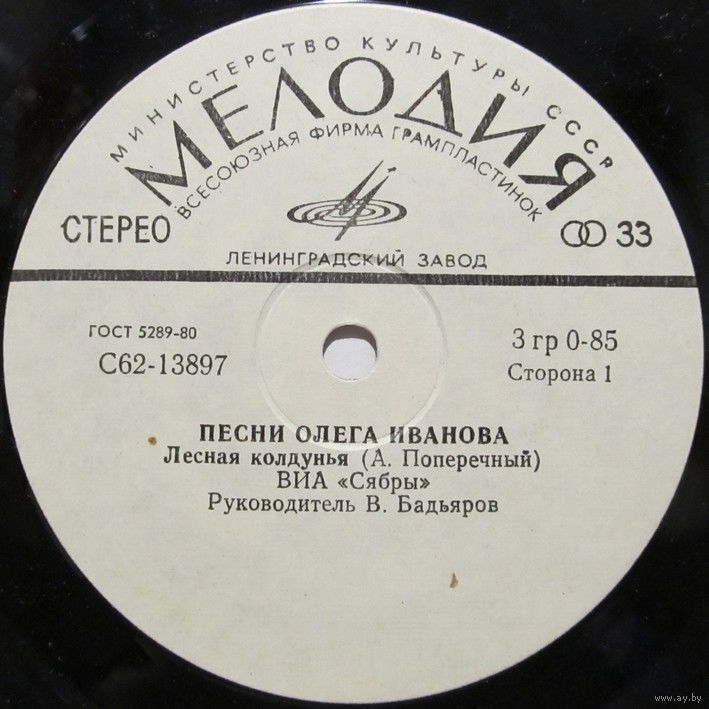 МИНИСТЕРСТВО КУЛЬТУРЫ СССР
МЕЛОДИЯ
ВСЕСОЮЗНАЯ ФИРМА ГРАМПЛАСТИНОК
СТЕРЕО
33
ЛЕНИНГРАДСКИЙ ЗАВОД
ГОСТ 5289-80
С62-13897
3 гр 0-85
Сторона 1
ПЕСНИ ОЛЕГА ИВАНОВА
Лесная колдунья (А. Поперечный)
ВИА «Сябры»
Руководитель В. Бадьяров
www.ay.by